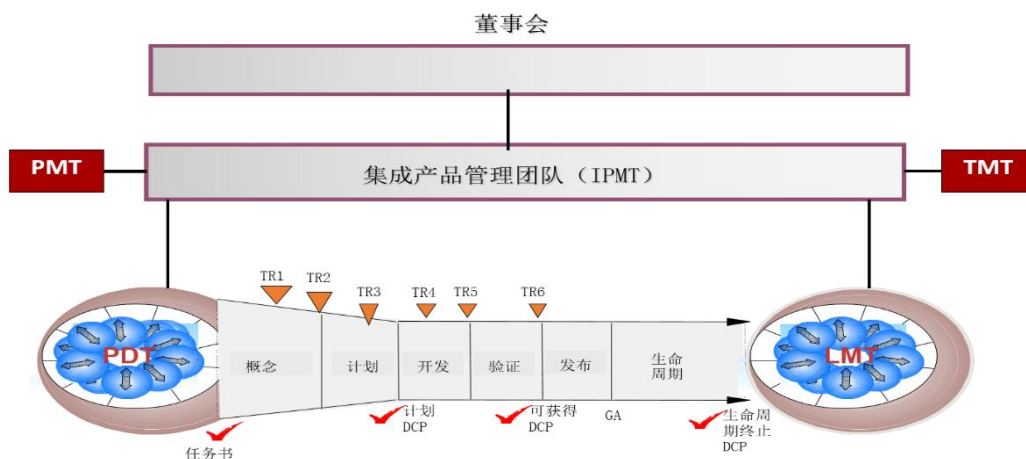 董事会
PMT
集成产品管理团队（IPMT）
TMT
TR1
TR2
TR3
TR4
TR5
TR6
PDT
概念
计划
开发
验证
发布
生命
周期
LMT
任务书
计划
DCP
可获得
DCP
GA
生命周
期终止
DCP